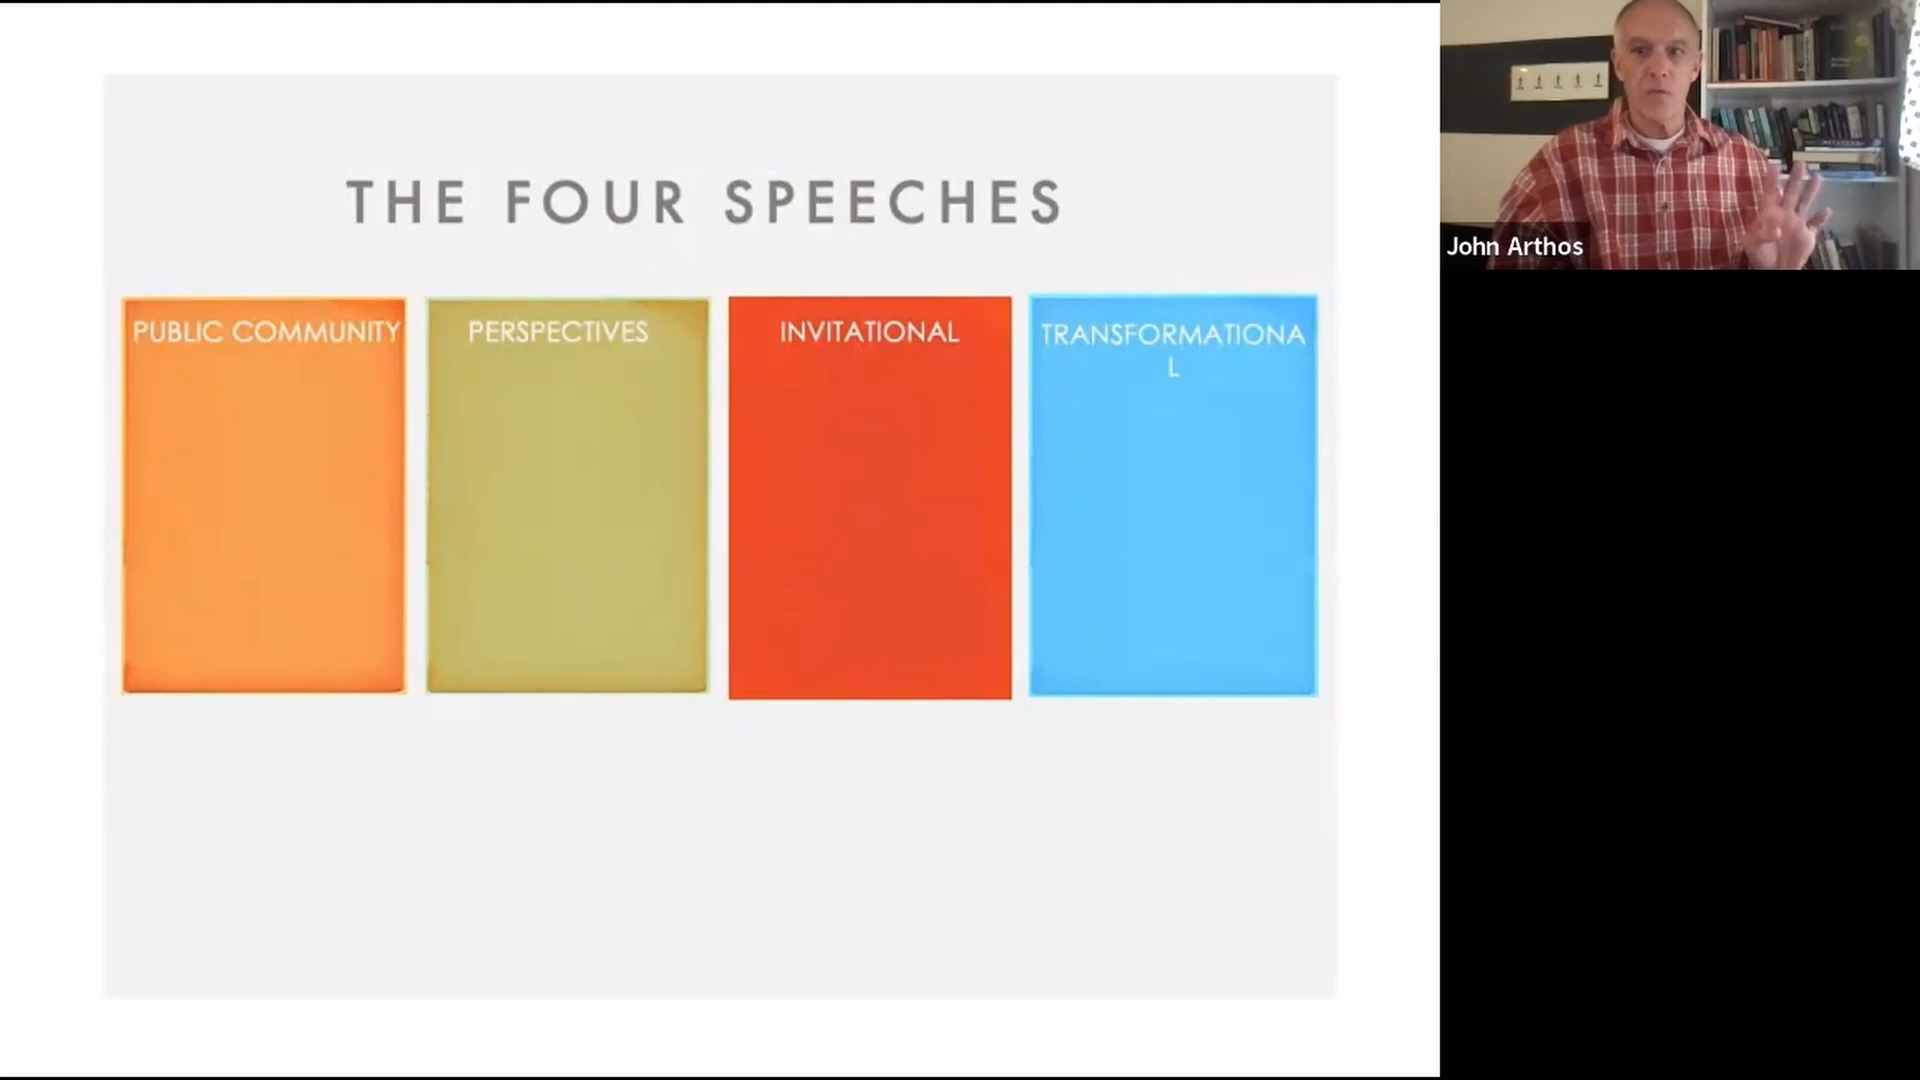 THE FOUR SPEECHES
PUBLIC COMMUNITY
PERSPECTIVES
INVITATIONAL
TRANSFORMATIONA
L
John Arthos